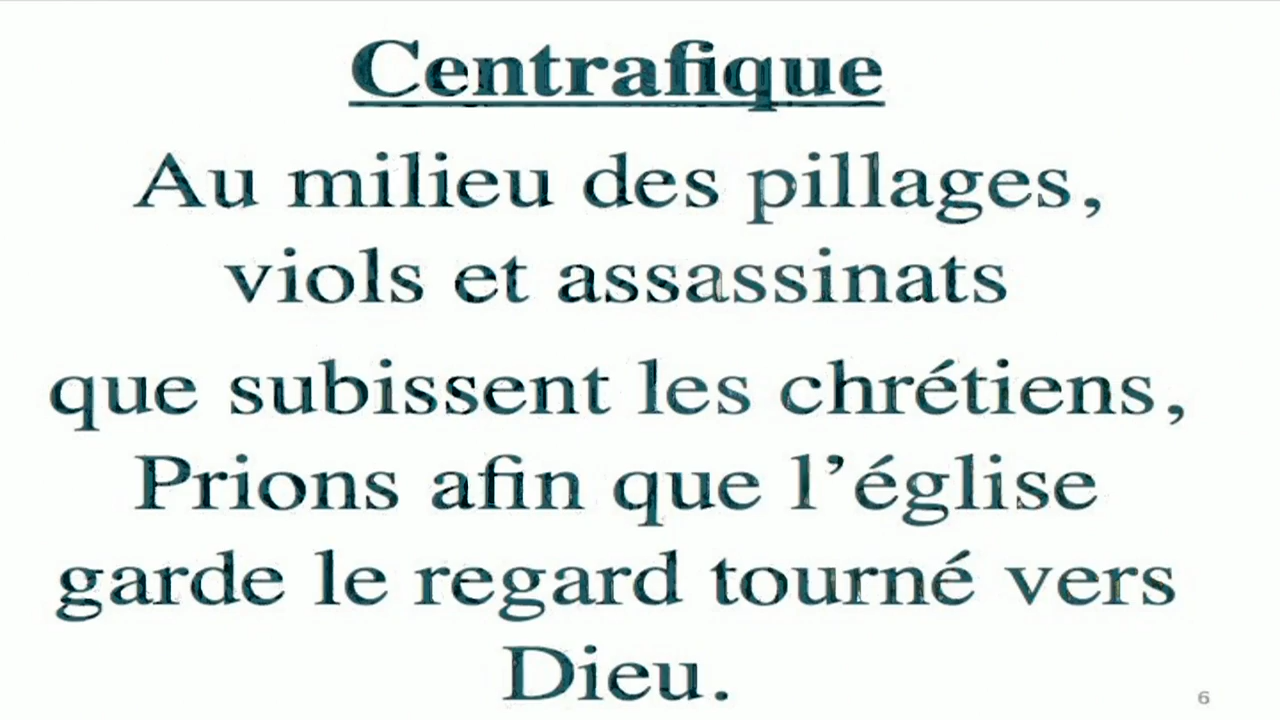 Centrafique
Au milieu des pillages,
viols et assassinats
que subissent les chrétiens,
Prions afin que l’église
garde le regard tourné vers
Dieu.
6